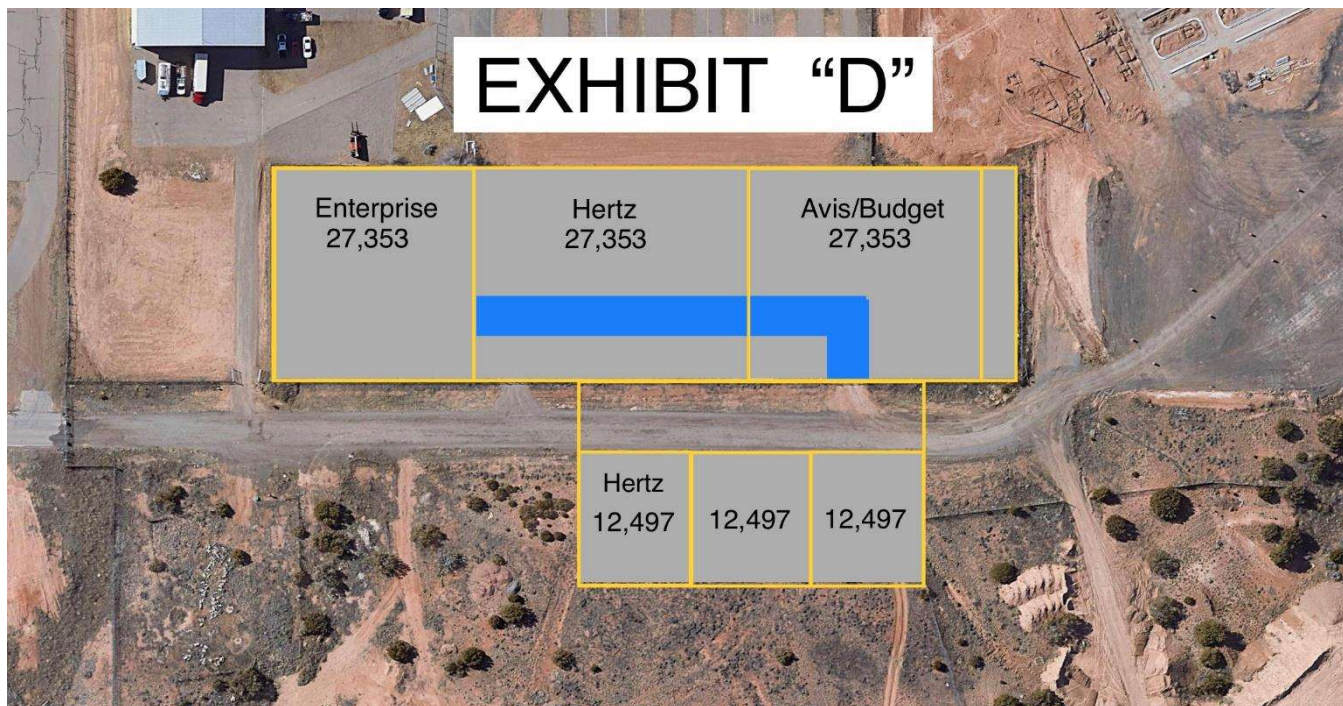 EXHIBIT “D”
Enterprise
27,353
Hertz
27,353
Avis/Budget
27,353
Hertz
12,497
12,497
12,497